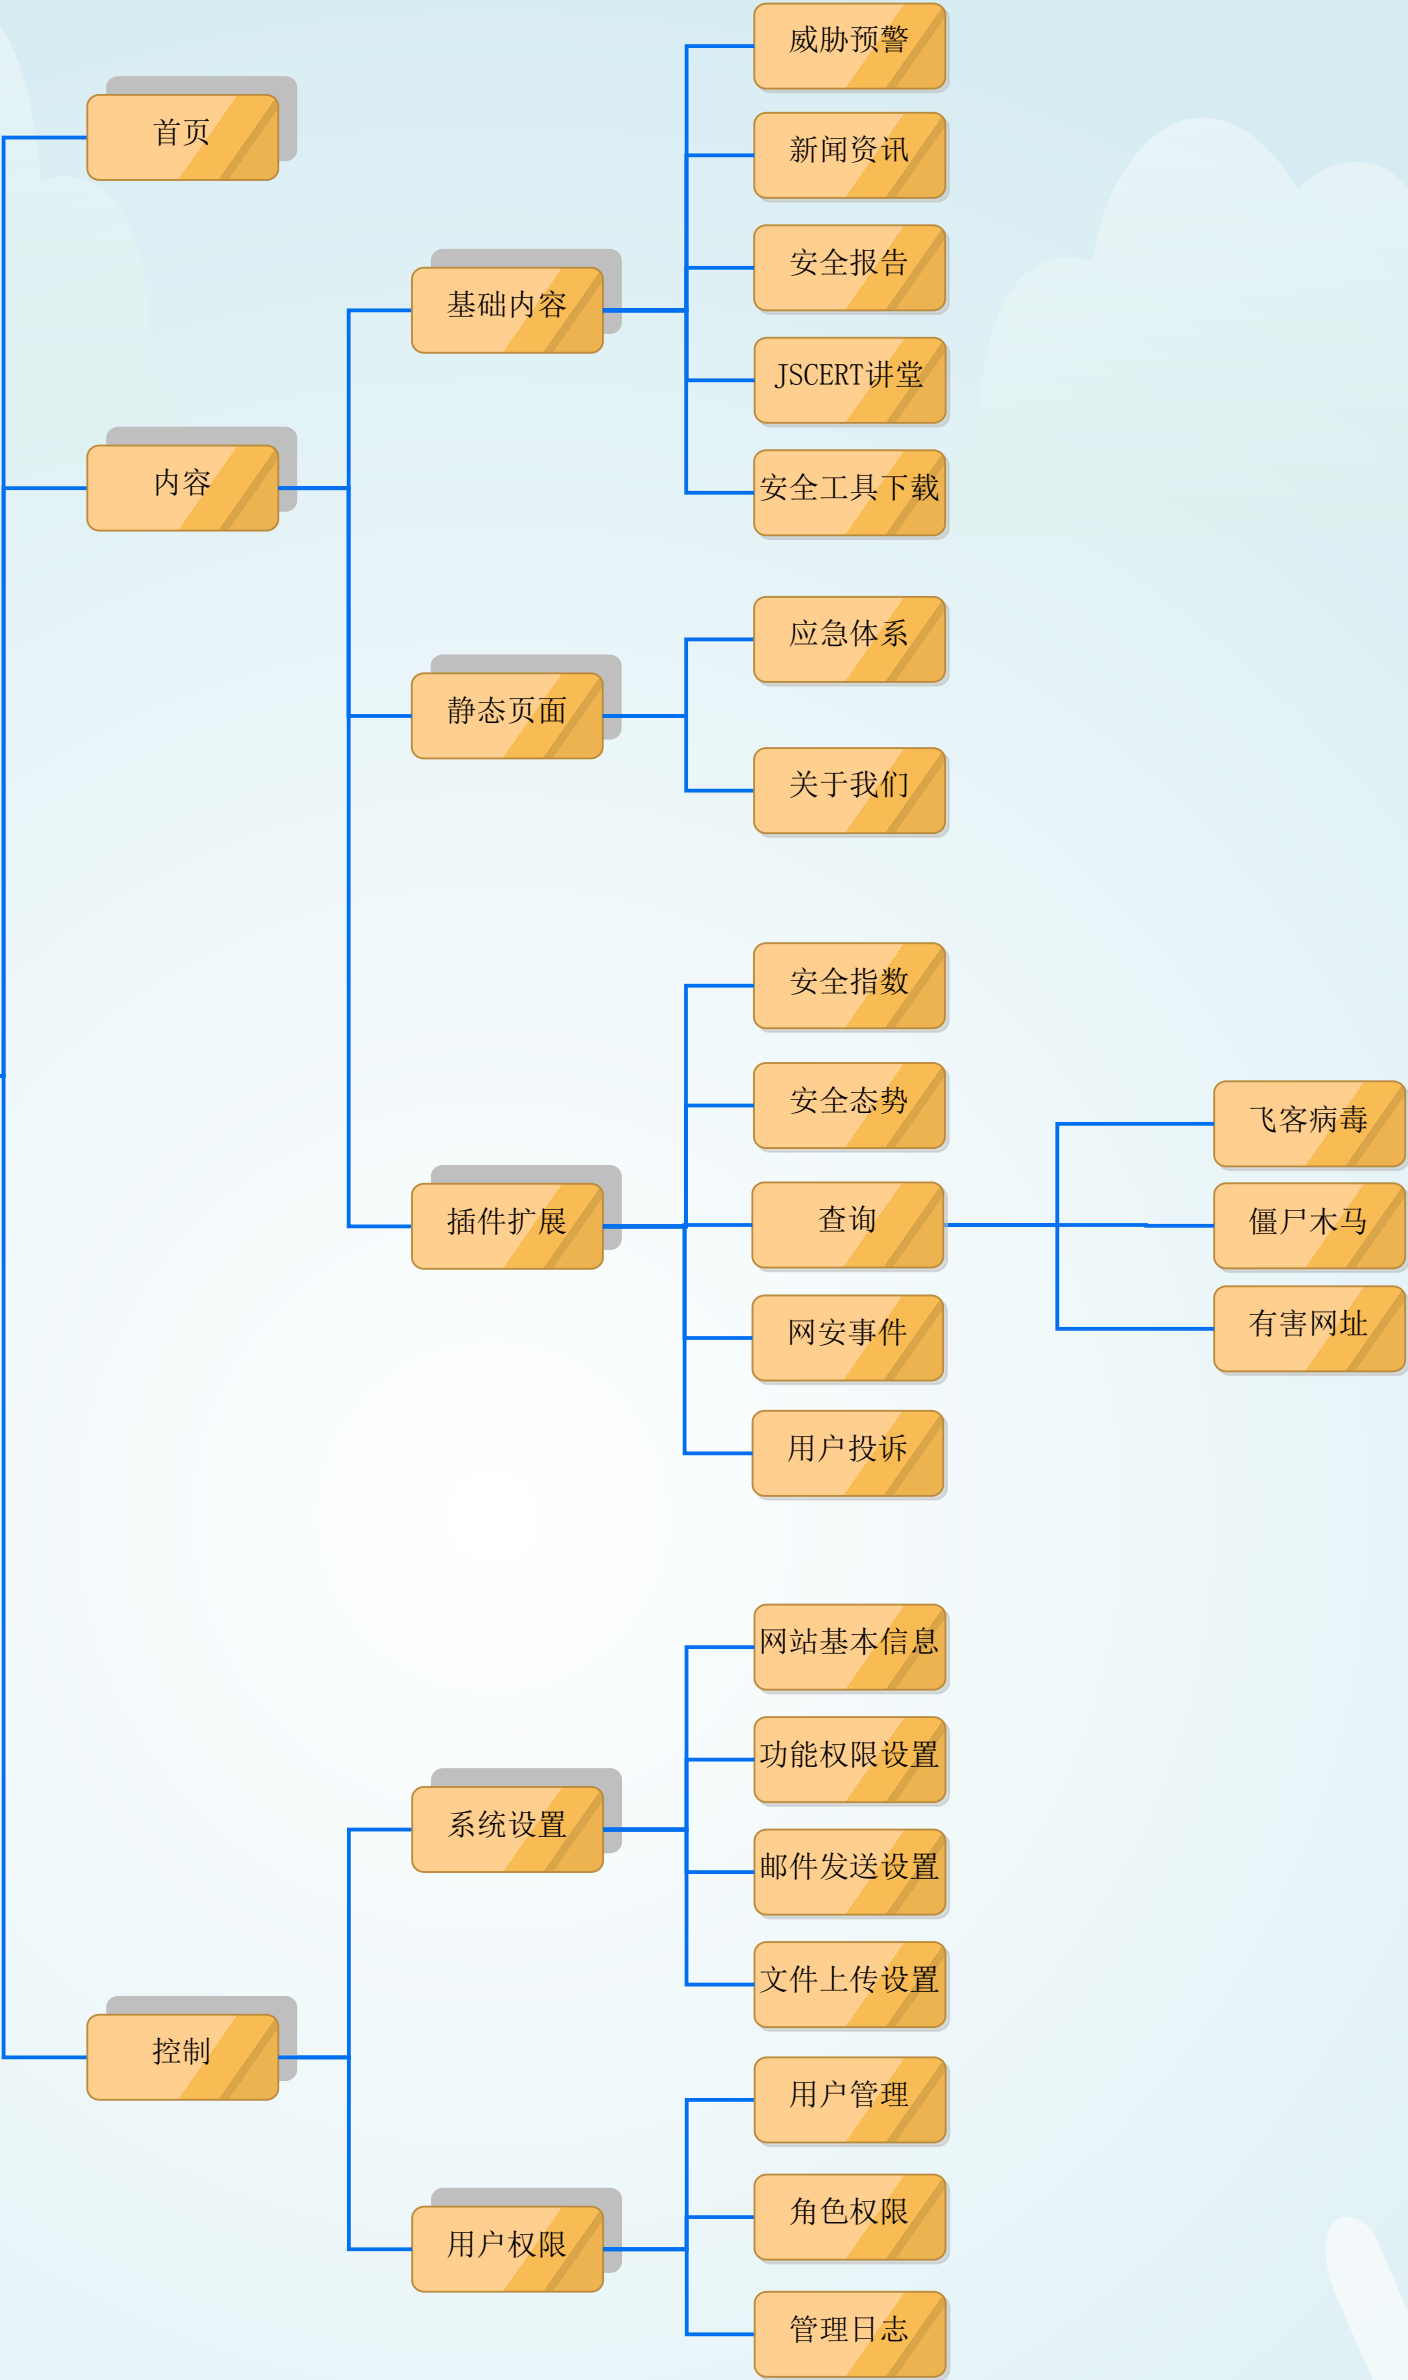 首页
内容
基础内容
威胁预警
新闻资讯
安全报告
JSCERT讲堂
安全工具下载
静态页面
应急体系
关于我们
插件扩展
安全指数
安全态势
查询
飞客病毒
僵尸木马
有害网址
网安事件
用户投诉
控制
系统设置
网站基本信息
功能权限设置
邮件发送设置
文件上传设置
用户权限
用户管理
角色权限
管理日志